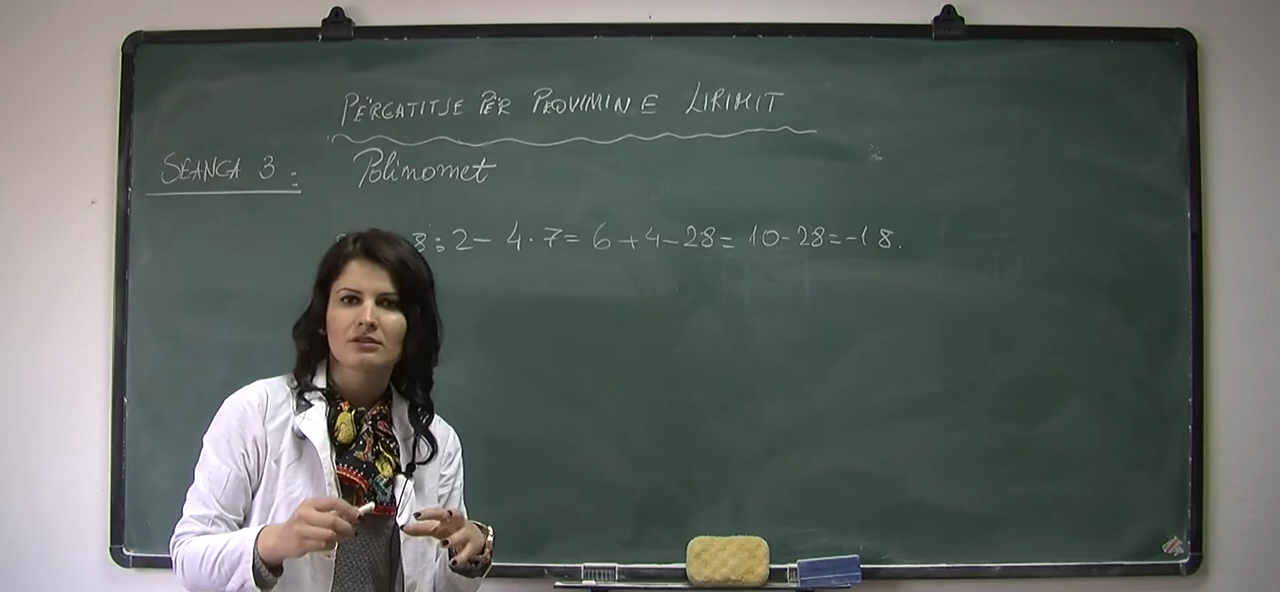 PËRGATITJE PËR PROVIMIN E LIRIMIT
SEANCA 3: Polinomet
8:2- 4·7= 6+4-28= 10-28=-18.